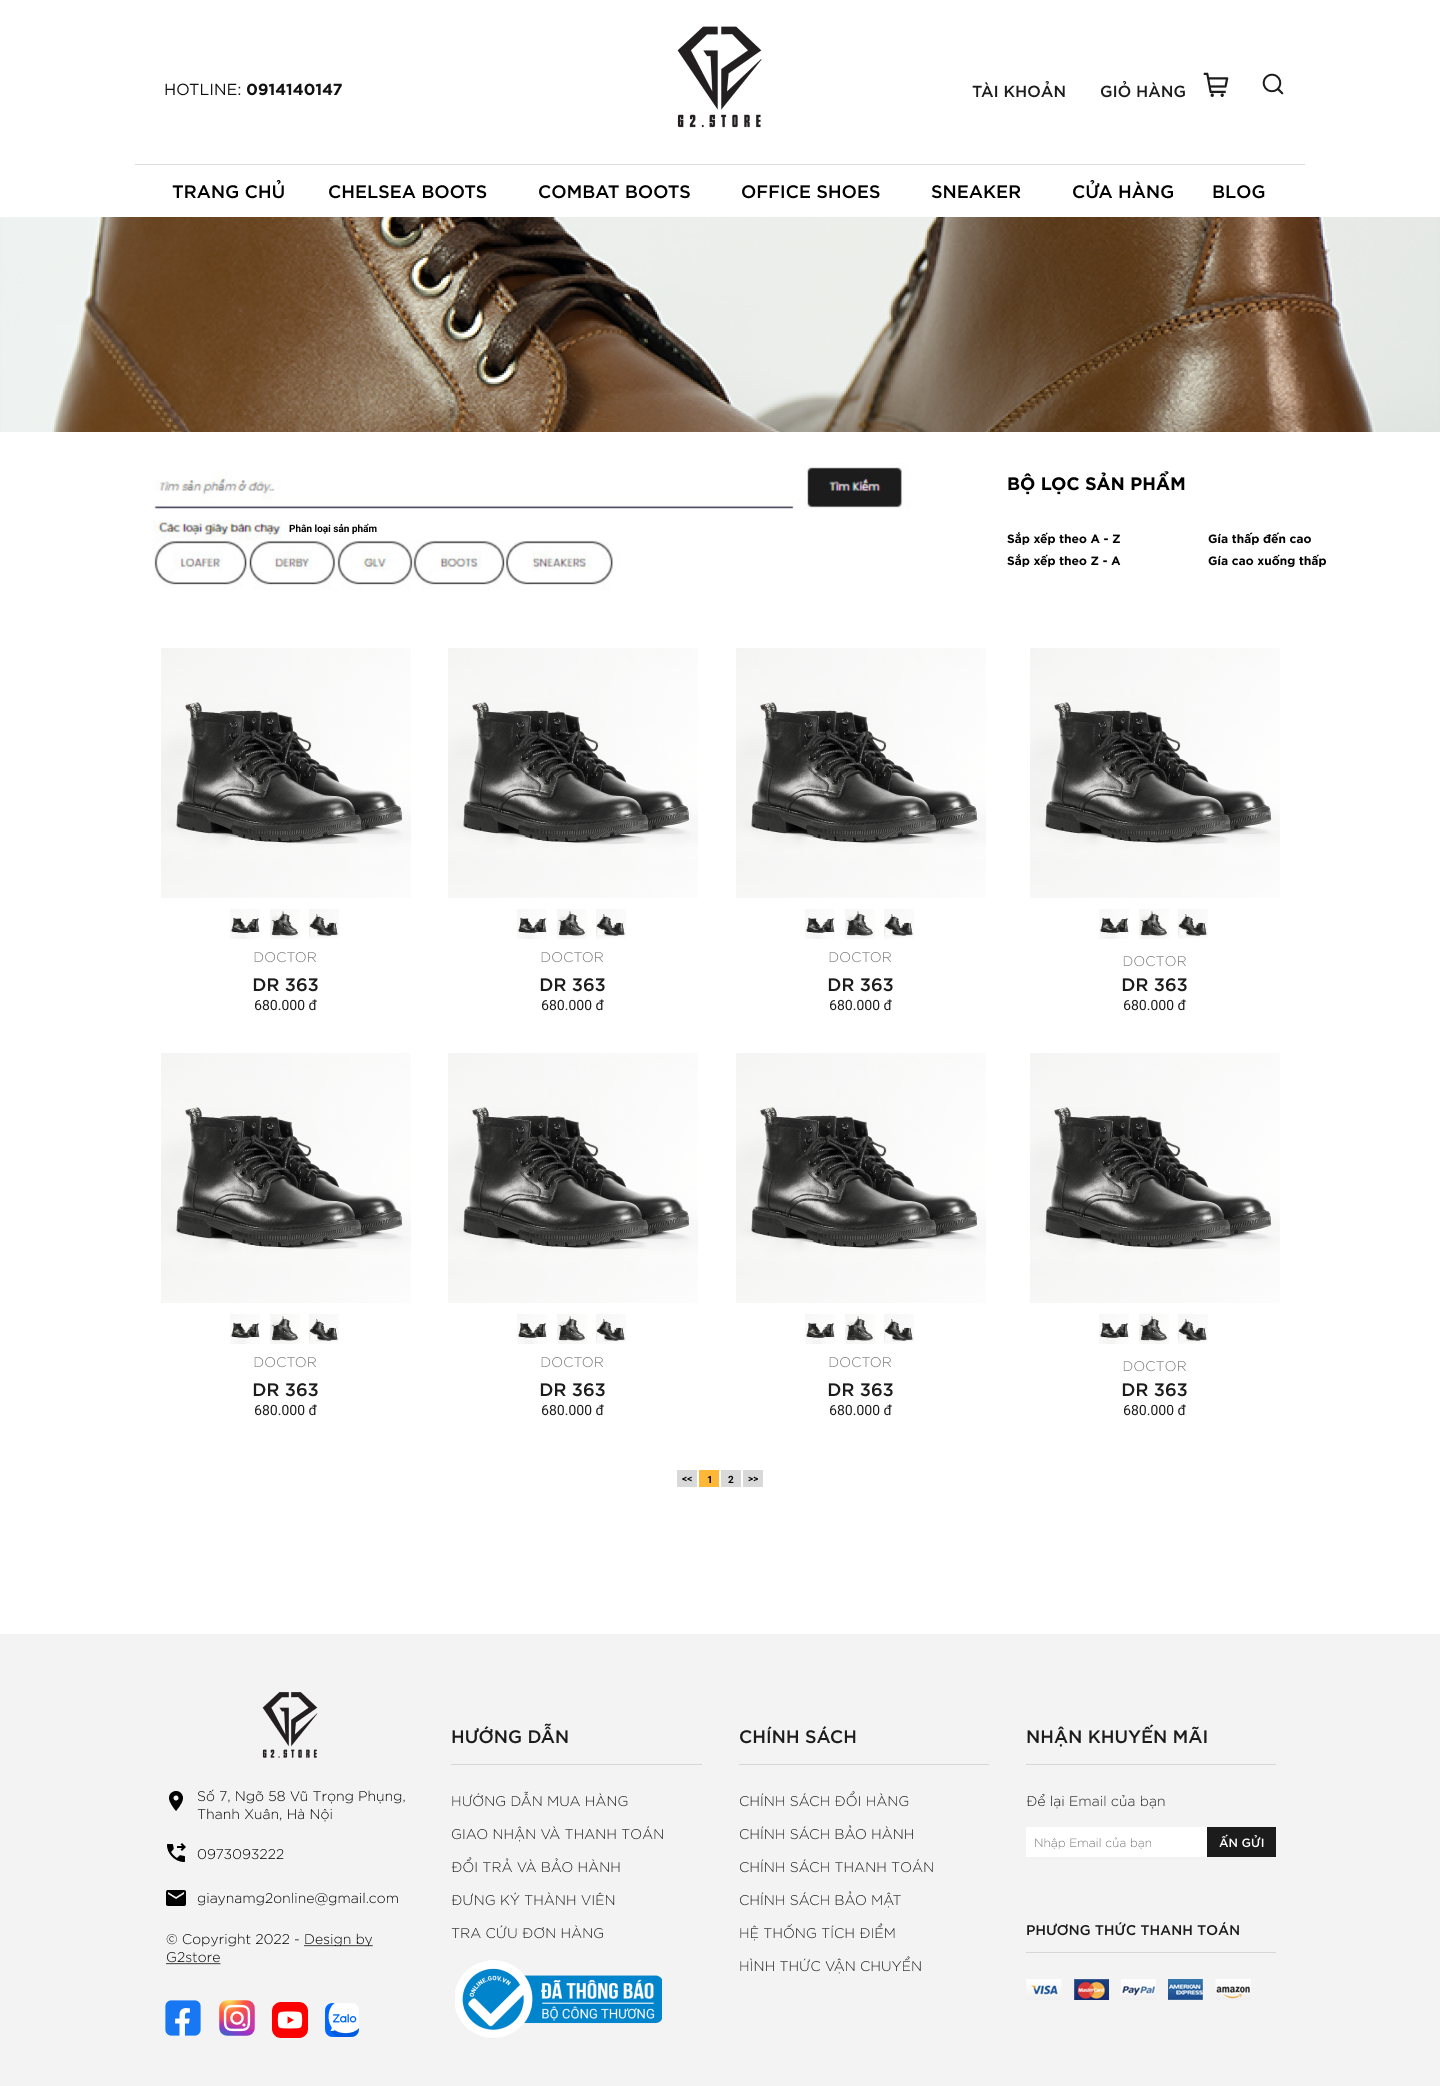 HOTLINE: 0914140147
G2.STORE
TÀI KHOẢN
GIỎ HÀNG
TRANG CHỦ
CHELSEA BOOTS
COMBAT BOOTS
OFFICE SHOES
SNEAKER
CỬA HÀNG
BLOG
Tìm sản phẩm ở đây..
Tìm Kiếm
BỘ LỌC SẢN PHẨM
Các loại giày bán chạy
Phân loại sản phẩm
Sắp xếp theo A - Z
Gía thấp đến cao
Sắp xếp theo Z - A
Gía cao xuống thấp
LOAFER
DERBY
GLV
BOOTS
SNEAKERS
DOCTOR
DR 363
680.000 đ
DOCTOR
DR 363
680.000 đ
DOCTOR
DR 363
680.000 đ
DOCTOR
DR 363
680.000 đ
DOCTOR
DR 363
680.000 đ
DOCTOR
DR 363
680.000 đ
DOCTOR
DR 363
680.000 đ
DOCTOR
DR 363
680.000 đ
<< 1 2 >>
G2.STORE
Số 7, Ngõ 58 Vũ Trọng Phụng,
Thanh Xuân, Hà Nội
0973093222
giaynamg2online@gmail.com
© Copyright 2022 - Design by
G2store
Zalo
HƯỚNG DẪN
HƯỚNG DẪN MUA HÀNG
GIAO NHẬN VÀ THANH TOÁN
ĐỔI TRẢ VÀ BẢO HÀNH
ĐƯNG KÝ THÀNH VIÊN
TRA CỨU ĐƠN HÀNG
ONLINE.GOV.VN
ĐÃ THÔNG BÁO
BỘ CÔNG THƯƠNG
CHÍNH SÁCH
CHÍNH SÁCH ĐỔI HÀNG
CHÍNH SÁCH BẢO HÀNH
CHÍNH SÁCH THANH TOÁN
CHÍNH SÁCH BẢO MẬT
HỆ THỐNG TÍCH ĐIỂM
HÌNH THỨC VẬN CHUYỂN
NHẬN KHUYẾN MÃI
Để lại Email của bạn
Nhập Email của bạn
ẤN GỬI
PHƯƠNG THỨC THANH TOÁN
VISA
MasterCard
PayPal
AMERICAN EXPRESS
amazon